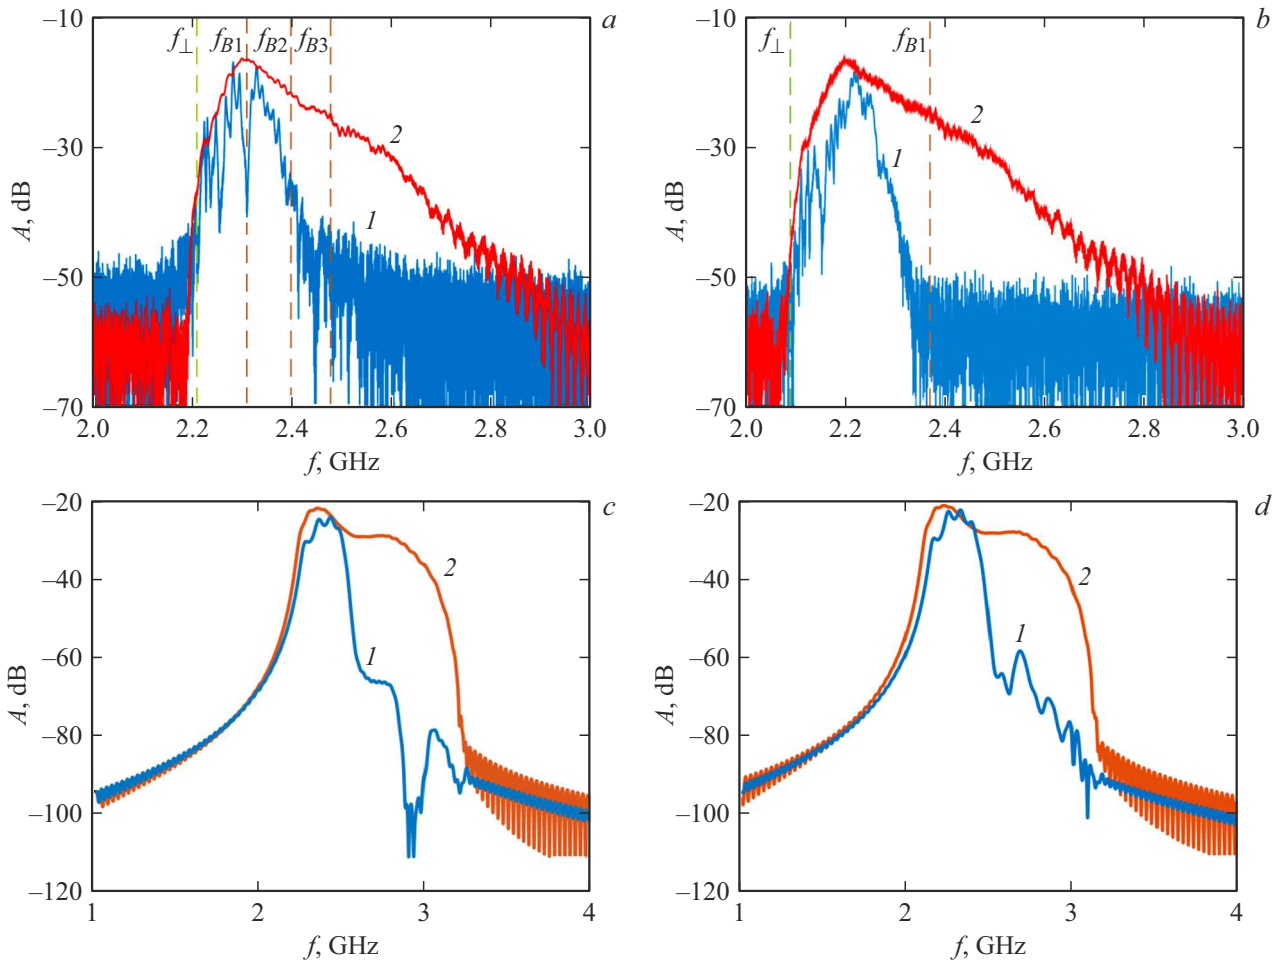 –10
–30
–50
–70
A, dB
f⊥
fB1
fB2
fB3
2
1
a
2.0
2.2
2.4
2.6
2.8
3.0
f, GHz
–10
–30
–50
–70
A, dB
f⊥
fB1
2
1
b
2.0
2.2
2.4
2.6
2.8
3.0
f, GHz
–20
–40
–60
–80
–100
–120
A, dB
2
1
c
1
2
3
4
f, GHz
–20
–40
–60
–80
–100
–120
A, dB
2
1
d
1
2
3
4
f, GHz